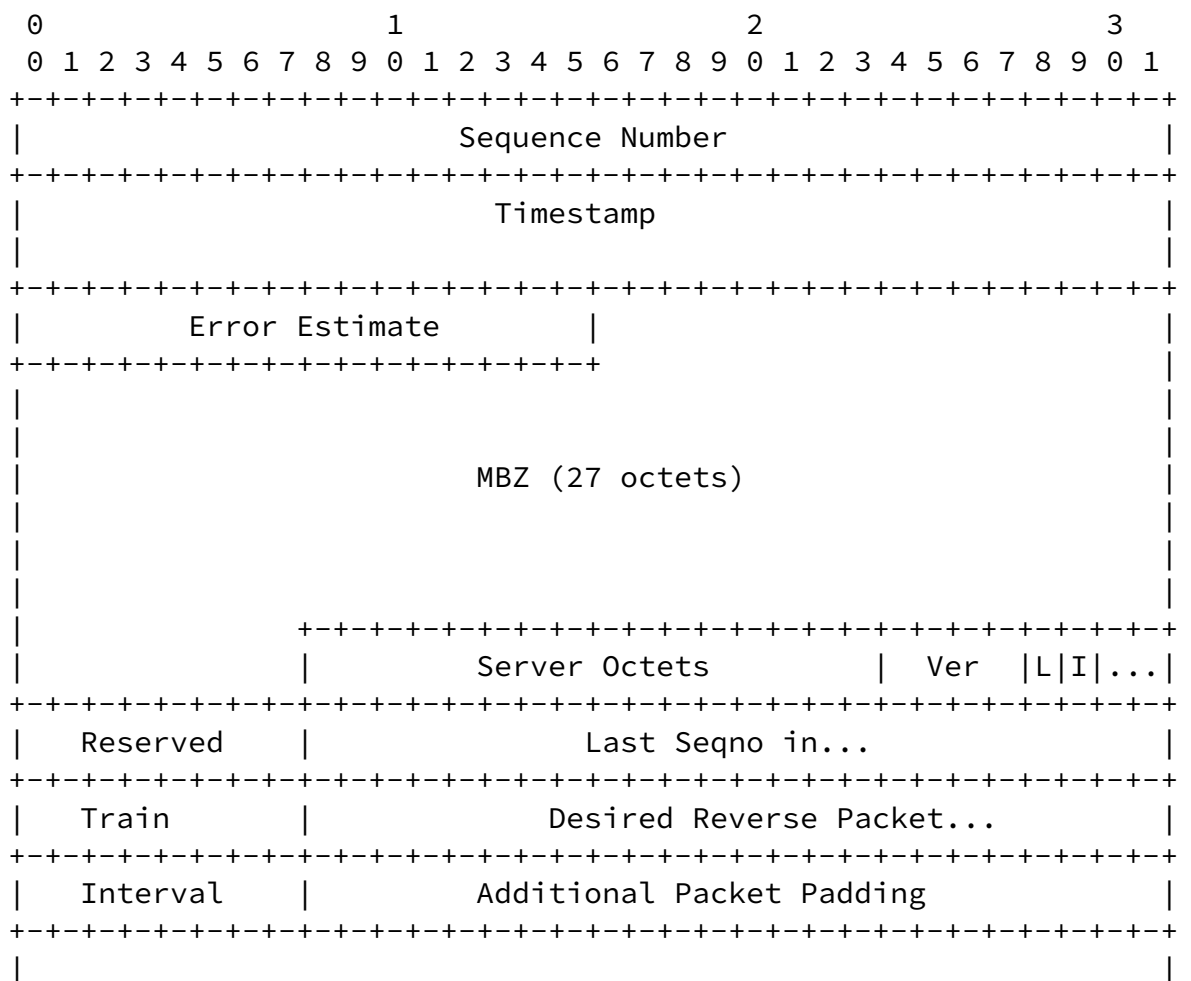 0                   1                   2                   3
 0 1 2 3 4 5 6 7 8 9 0 1 2 3 4 5 6 7 8 9 0 1 2 3 4 5 6 7 8 9 0 1
+-+-+-+-+-+-+-+-+-+-+-+-+-+-+-+-+-+-+-+-+-+-+-+-+-+-+-+-+-+-+-+-+
|                        Sequence Number                        |
+-+-+-+-+-+-+-+-+-+-+-+-+-+-+-+-+-+-+-+-+-+-+-+-+-+-+-+-+-+-+-+-+
|                          Timestamp                            |
|                                                               |
+-+-+-+-+-+-+-+-+-+-+-+-+-+-+-+-+-+-+-+-+-+-+-+-+-+-+-+-+-+-+-+-+
|         Error Estimate        |                               |
+-+-+-+-+-+-+-+-+-+-+-+-+-+-+-+-+                               |
|                                                               |
|                                                               |
|                         MBZ (27 octets)                       |
|                                                               |
|                                                               |
|                                                               |
|               +-+-+-+-+-+-+-+-+-+-+-+-+-+-+-+-+-+-+-+-+-+-+-+-+
|               |         Server Octets         |  Ver  |L|I|...|
+-+-+-+-+-+-+-+-+-+-+-+-+-+-+-+-+-+-+-+-+-+-+-+-+-+-+-+-+-+-+-+-+
|   Reserved    |               Last Seqno in...                |
+-+-+-+-+-+-+-+-+-+-+-+-+-+-+-+-+-+-+-+-+-+-+-+-+-+-+-+-+-+-+-+-+
|   Train       |             Desired Reverse Packet...         |
+-+-+-+-+-+-+-+-+-+-+-+-+-+-+-+-+-+-+-+-+-+-+-+-+-+-+-+-+-+-+-+-+
|   Interval    |         Additional Packet Padding             |
+-+-+-+-+-+-+-+-+-+-+-+-+-+-+-+-+-+-+-+-+-+-+-+-+-+-+-+-+-+-+-+-+
|                                                               |